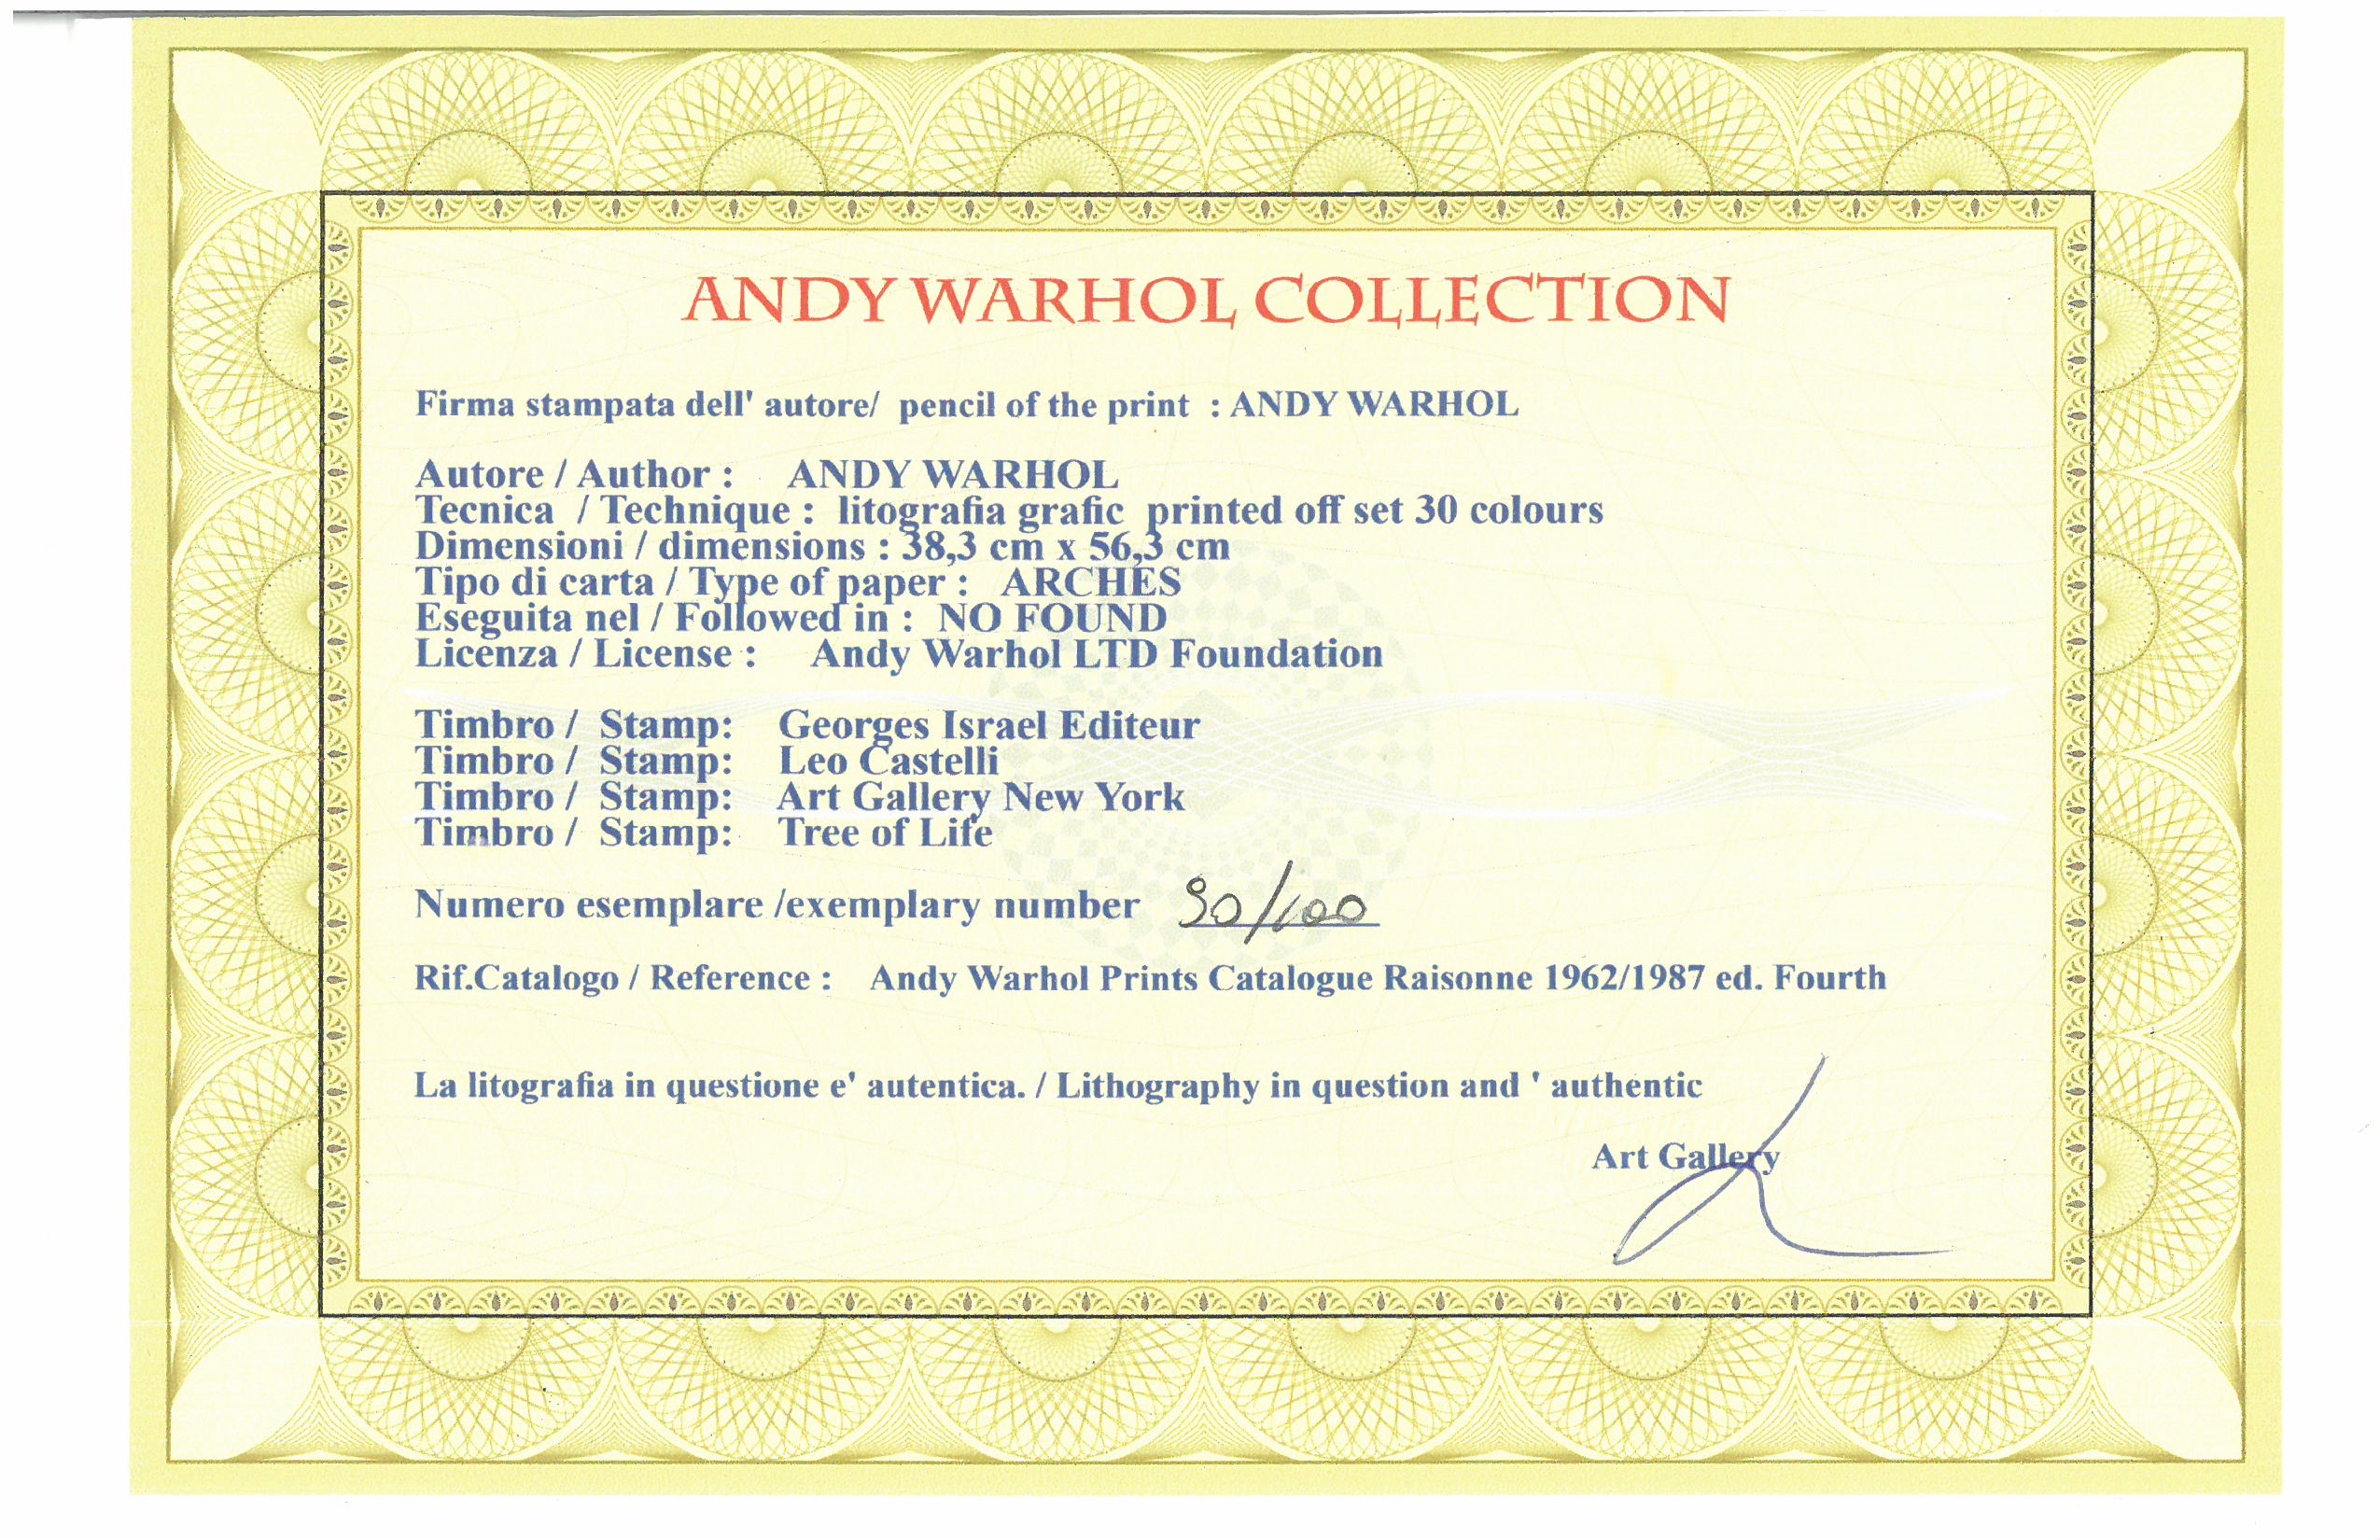 ANDY WARHOL COLLECTION
Firma stampata dell' autore/ pencil of the print : ANDY WARHOL
Autore / Author : ANDY WARHOL
Tecnica / Technique : litografia grafic printed off set 30 colours
Dimensioni / dimensions : 38,3 cm x 56,3 cm
Tipo di carta / Type of paper : ARCHES
Eseguita nel / Followed in : NO FOUND
Licenza / License : Andy Warhol LTD Foundation
Timbro / Stamp: Georges Israel Editeur
Timbro / Stamp: Leo Castelli
Timbro / Stamp: Art Gallery New York
Timbro / Stamp: Tree of Life
Numero esemplare /exemplary number 90/100
Rif.Catalogo / Reference : Andy Warhol Prints Catalogue Raisonne 1962/1987 ed. Fourth
La litografia in questione e' autentica. / Lithography in question and ' authentic
Art Gallery